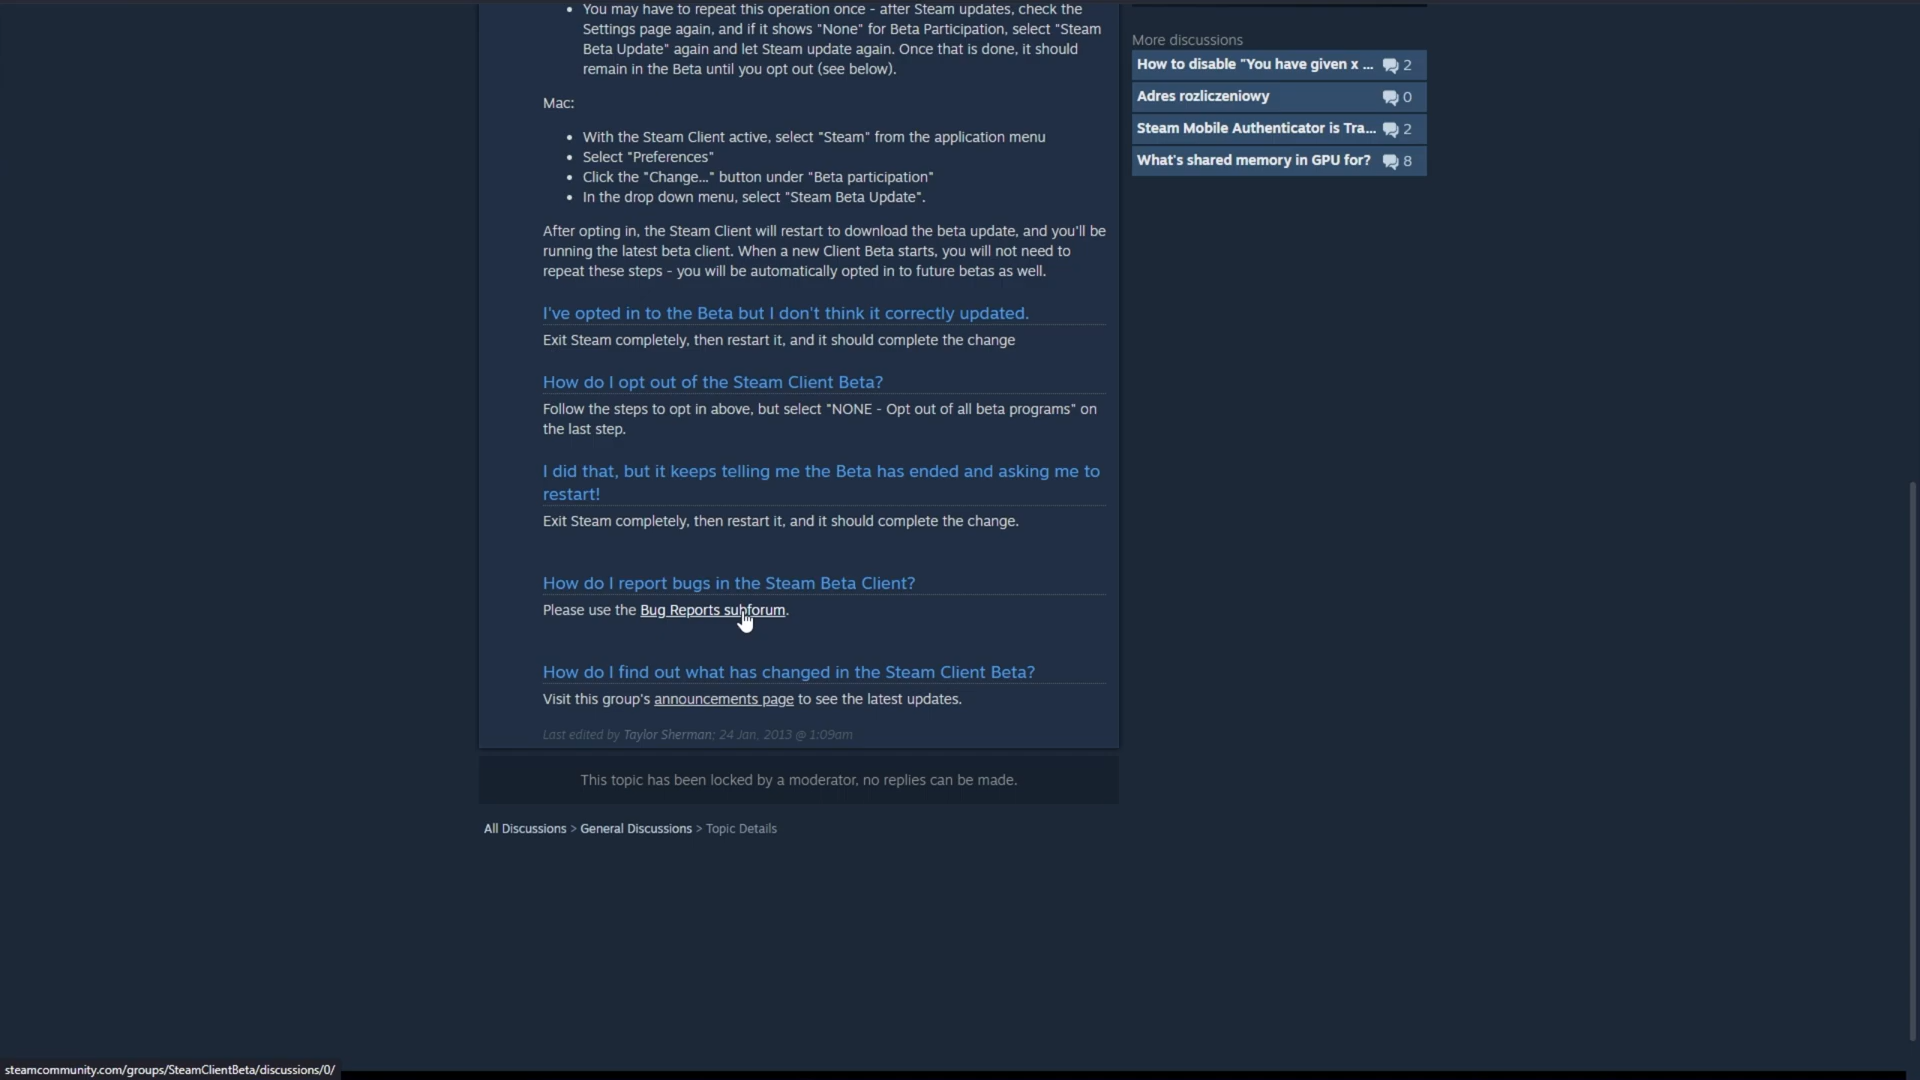 • You may have to repeat this operation once - after Steam updates, check the
Settings page again, and if it shows "None" for Beta Participation, select "Steam
Beta Update" again and let Steam update again. Once that is done, it should
remain in the Beta until you opt out (see below).
Mac:
• With the Steam Client active, select "Steam" from the application menu
• Select "Preferences"
• Click the "Change..." button under "Beta participation"
• In the drop down menu, select "Steam Beta Update".
After opting in, the Steam Client will restart to download the beta update, and you'll be
running the latest beta client. When a new Client Beta starts, you will not need to
repeat these steps - you will be automatically opted in to future betas as well.
I've opted in to the Beta but I don't think it correctly updated.
Exit Steam completely, then restart it, and it should complete the change
How do I opt out of the Steam Client Beta?
Follow the steps to opt in above, but select "NONE - Opt out of all beta programs" on
the last step.
I did that, but it keeps telling me the Beta has ended and asking me to
restart!
Exit Steam completely, then restart it, and it should complete the change.
How do I report bugs in the Steam Beta Client?
Please use the Bug Reports subforum.
How do I find out what has changed in the Steam Client Beta?
Visit this group's announcements page to see the latest updates.
Last edited by Taylor Sherman; 24 Jan, 2013 @ 1:09am
This topic has been locked by a moderator, no replies can be made.
All Discussions > General Discussions > Topic Details
More discussions
How to disable "You have given x ... 2
Adres rozliczeniowy 0
Steam Mobile Authenticator is Tra... 2
What's shared memory in GPU for? 8
steamcommunity.com/groups/SteamClientBeta/discussions/0/